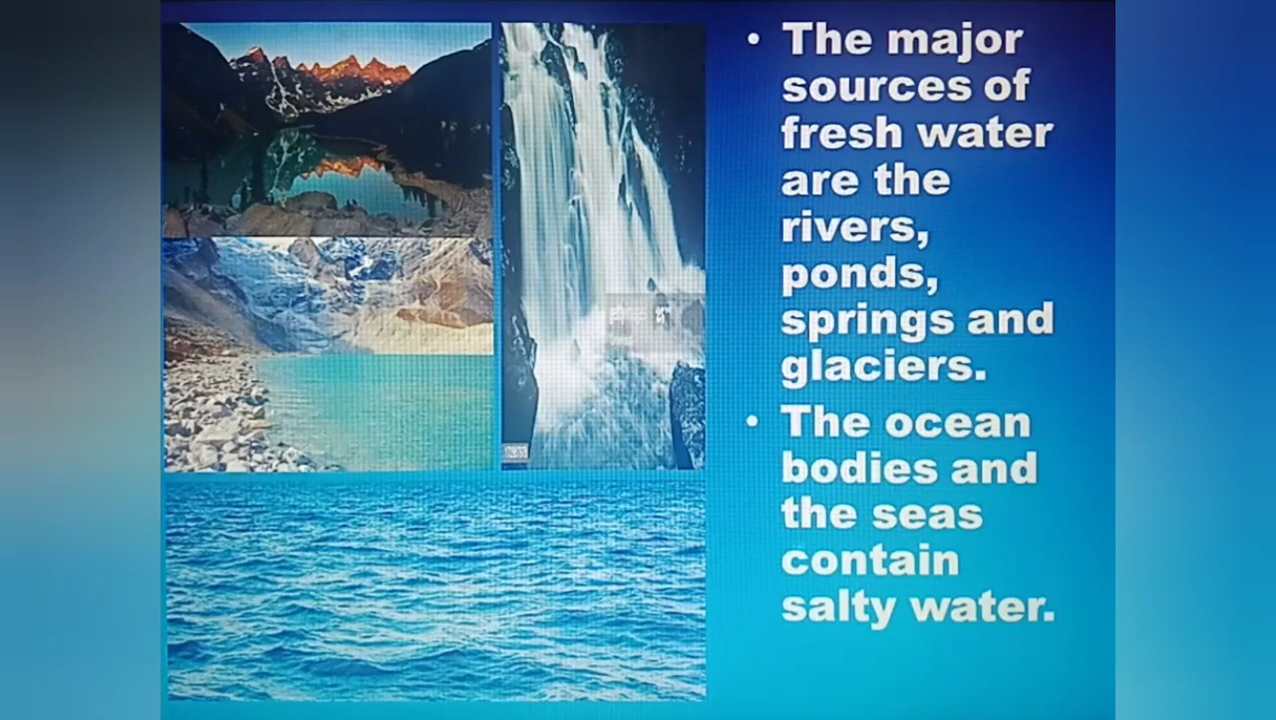 • The major
sources of
fresh water
are the
rivers,
ponds,
springs and
glaciers.
• The ocean
bodies and
the seas
contain
salty water.